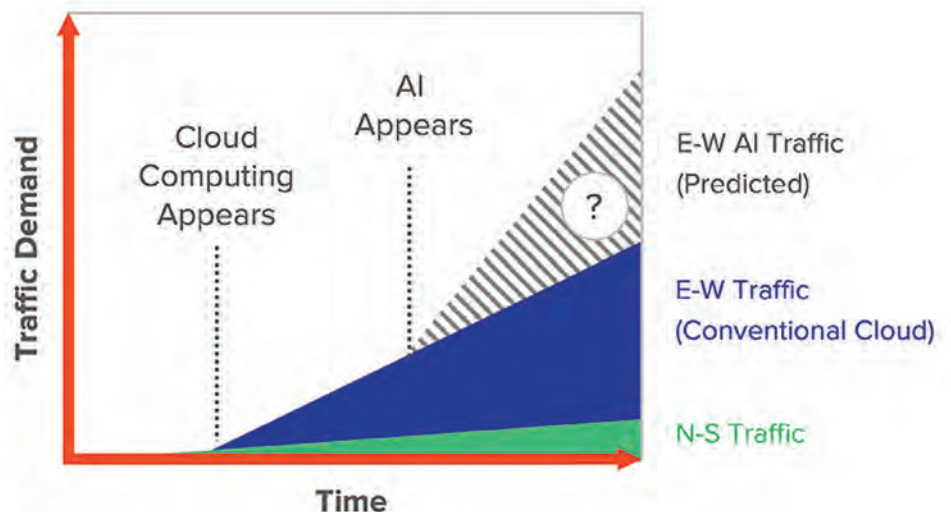 AI
Appears
Cloud
Computing
Appears
E-W AI Traffic
(Predicted)
?
E-W Traffic
(Conventional Cloud)
N-S Traffic
Traffic Demand
Time